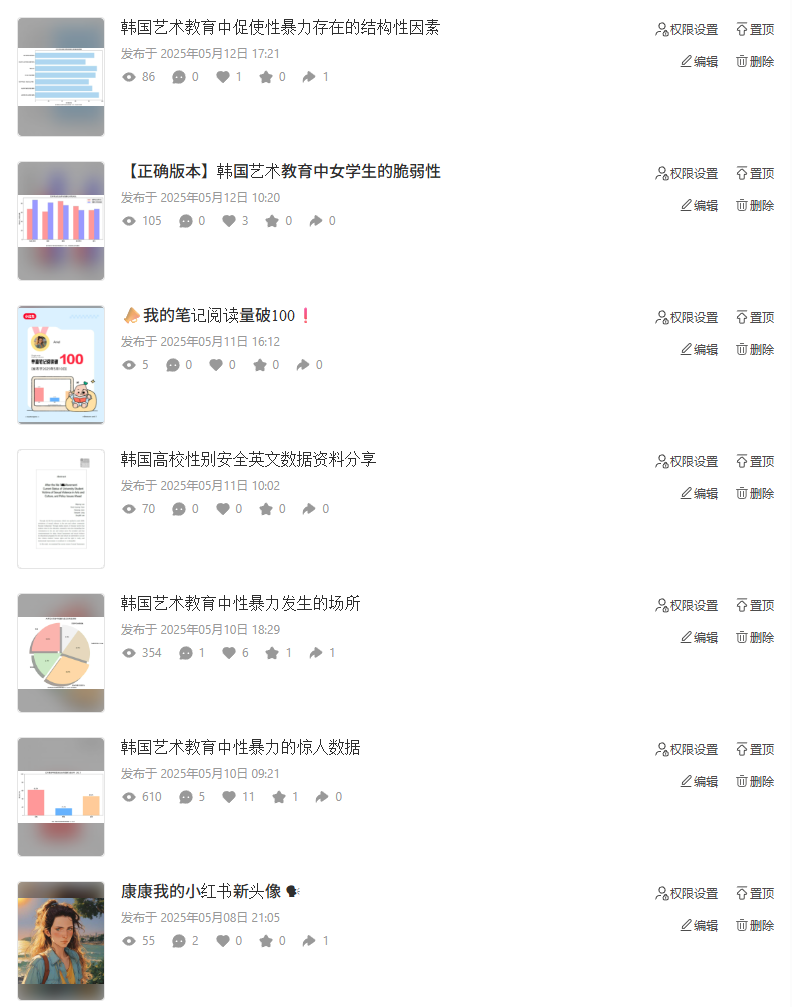 韩国艺术教育中促使性暴力存在的结构性因素
权限设置 置顶
发布于 2025年05月12日 17:21
编辑 删除
86 0 1 0 1
【正确版本】韩国艺术教育中女学生的脆弱性
权限设置 置顶
发布于 2025年05月12日 10:20
编辑 删除
105 0 3 0 0
📣我的笔记阅读量破100❗
权限设置 置顶
发布于 2025年05月11日 16:12
编辑 删除
5 0 0 0 0
100
韩国高校性别安全英文数据资料分享
权限设置 置顶
发布于 2025年05月11日 10:02
编辑 删除
70 0 0 0 0
韩国艺术教育中性暴力发生的场所
权限设置 置顶
发布于 2025年05月10日 18:29
编辑 删除
354 1 6 1 1
韩国艺术教育中性暴力的惊人数据
权限设置 置顶
发布于 2025年05月10日 09:21
编辑 删除
610 5 11 1 0
康康我的小红书新头像🗣
权限设置 置顶
发布于 2025年05月08日 21:05
编辑 删除
55 2 0 0 1